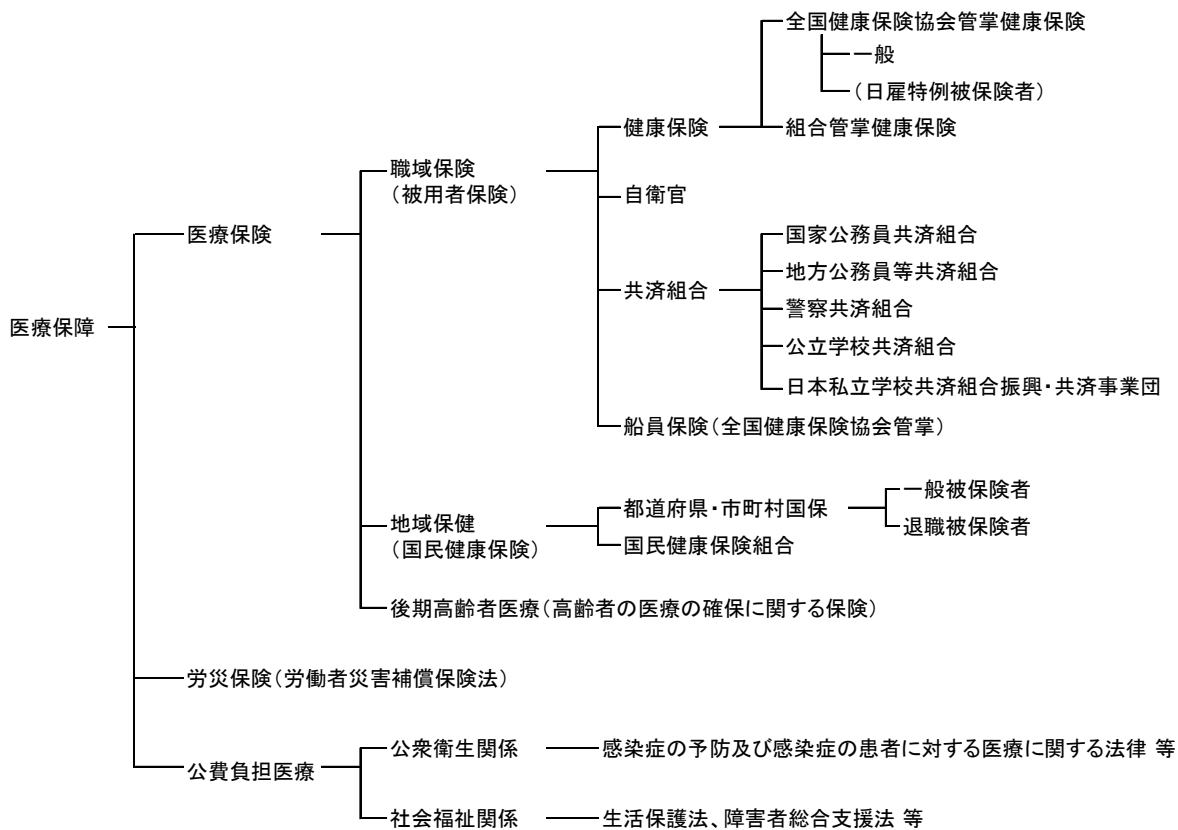 医療保障
医療保険
職域保険
（被用者保険）
健康保険
全国健康保険協会管掌健康保険
一般
（日雇特例被保険者）
組合管掌健康保険
自衛官
共済組合
国家公務員共済組合
地方公務員等共済組合
警察共済組合
公立学校共済組合
日本私立学校共済組合振興・共済事業団
船員保険（全国健康保険協会管掌）
地域保健
（国民健康保険）
都道府県・市町村国保
一般被保険者
退職被保険者
国民健康保険組合
後期高齢者医療（高齢者の医療の確保に関する保険）
労災保険（労働者災害補償保険法）
公費負担医療
公衆衛生関係
感染症の予防及び感染症の患者に対する医療に関する法律 等
社会福祉関係
生活保護法、障害者総合支援法 等